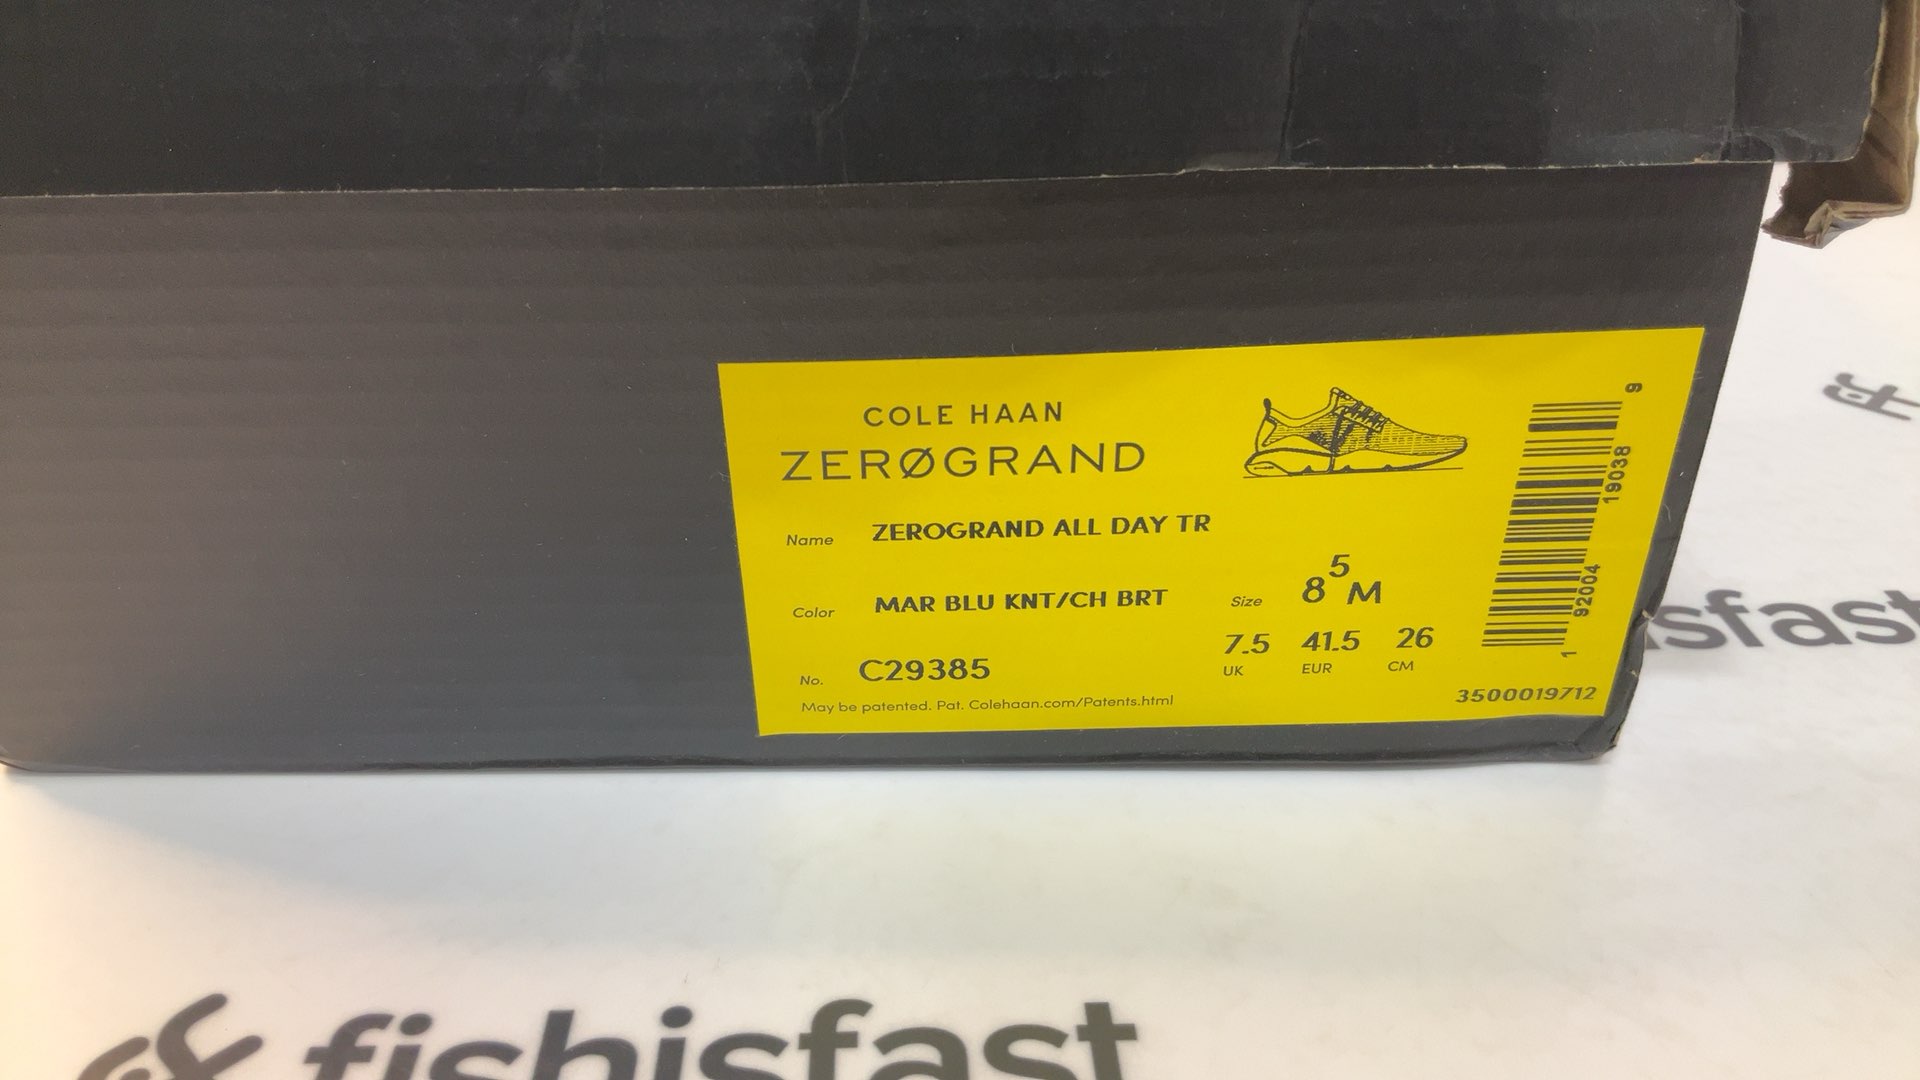 COLE HAAN
ZERØGRAND
Name ZEROGRAND ALL DAY TR
Color MAR BLU KNT/CH BRT
Size 8 5 M
7.5 41.5 26
UK EUR CM
No. C29385
May be patented. Pat. Colehaan.com/Patents.html
3500019712
1 92004 19038 9
isfast
fishisfast